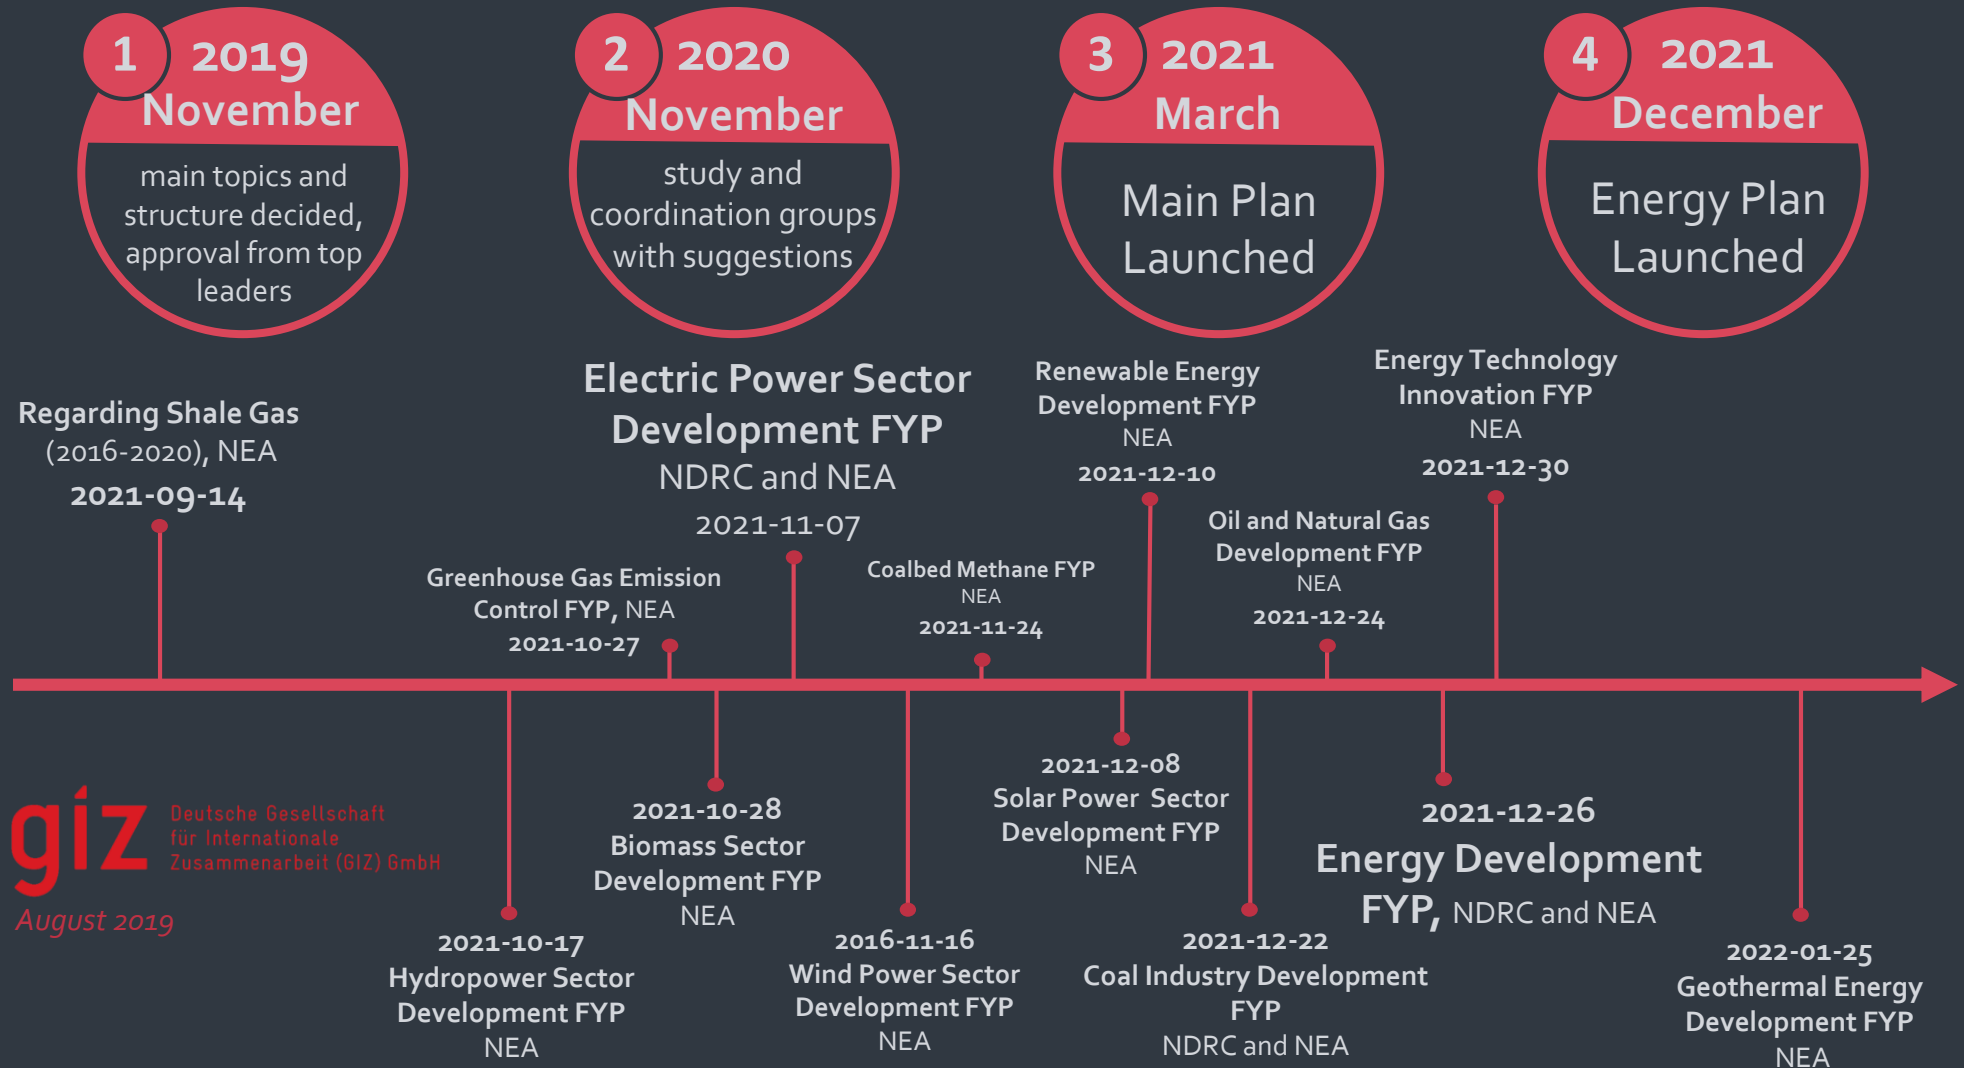 1
2019
November
main topics and
structure decided,
approval from top
leaders
2
2020
November
study and
coordination groups
with suggestions
3
2021
March
Main Plan
Launched
4
2021
December
Energy Plan
Launched
Regarding Shale Gas
(2016-2020), NEA
2021-09-14
Greenhouse Gas Emission
Control FYP, NEA
2021-10-27
Electric Power Sector
Development FYP
NDRC and NEA
2021-11-07
Coalbed Methane FYP
NEA
2021-11-24
Renewable Energy
Development FYP
NEA
2021-12-10
Oil and Natural Gas
Development FYP
NEA
2021-12-24
Energy Technology
Innovation FYP
NEA
2021-12-30
giz
Deutsche Gesellschaft
für Internationale
Zusammenarbeit (GIZ) GmbH
August 2019
2021-10-17
Hydropower Sector
Development FYP
NEA
2021-10-28
Biomass Sector
Development FYP
NEA
2016-11-16
Wind Power Sector
Development FYP
NEA
2021-12-08
Solar Power Sector
Development FYP
NEA
2021-12-22
Coal Industry Development
FYP
NDRC and NEA
2021-12-26
Energy Development
FYP, NDRC and NEA
2022-01-25
Geothermal Energy
Development FYP
NEA